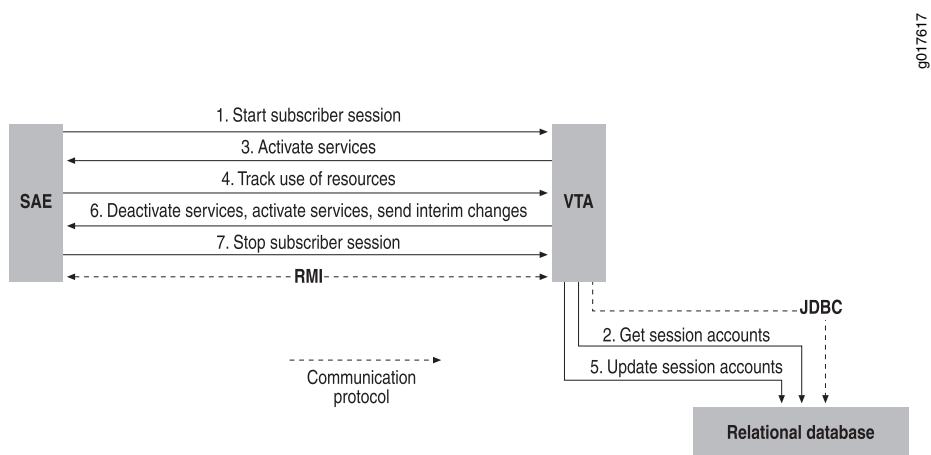 g017617
1. Start subscriber session
3. Activate services
SAE
4. Track use of resources
VTA
6. Deactivate services, activate services, send interim changes
7. Stop subscriber session
RMI
JDBC
2. Get session accounts
5. Update session accounts
Communication
protocol
Relational database